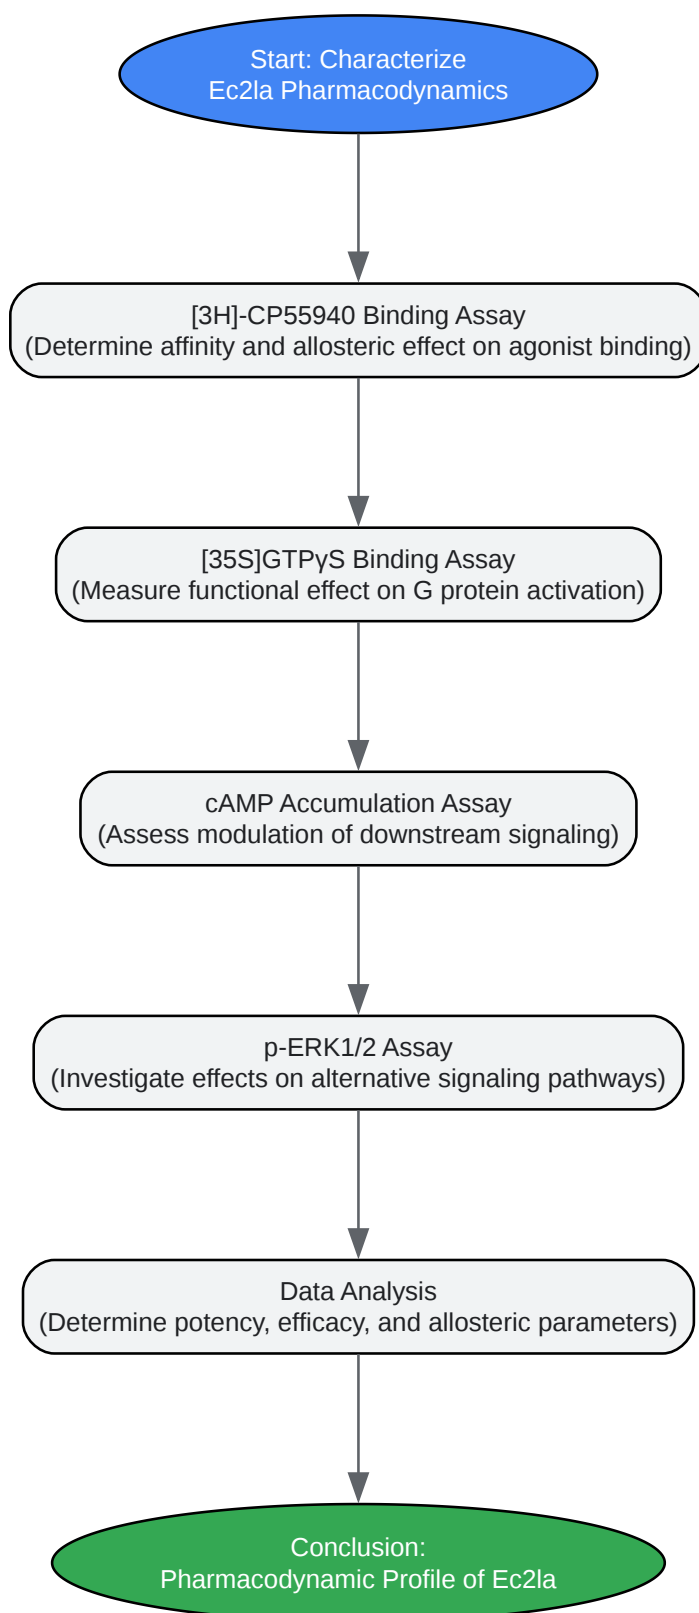 Start: Characterize
Ec2la Pharmacodynamics
[3H]-CP55940 Binding Assay
(Determine affinity and allosteric effect on agonist binding)
[35S]GTPγS Binding Assay
(Measure functional effect on G protein activation)
cAMP Accumulation Assay
(Assess modulation of downstream signaling)
p-ERK1/2 Assay
(Investigate effects on alternative signaling pathways)
Data Analysis
(Determine potency, efficacy, and allosteric parameters)
Conclusion:
Pharmacodynamic Profile of Ec2la